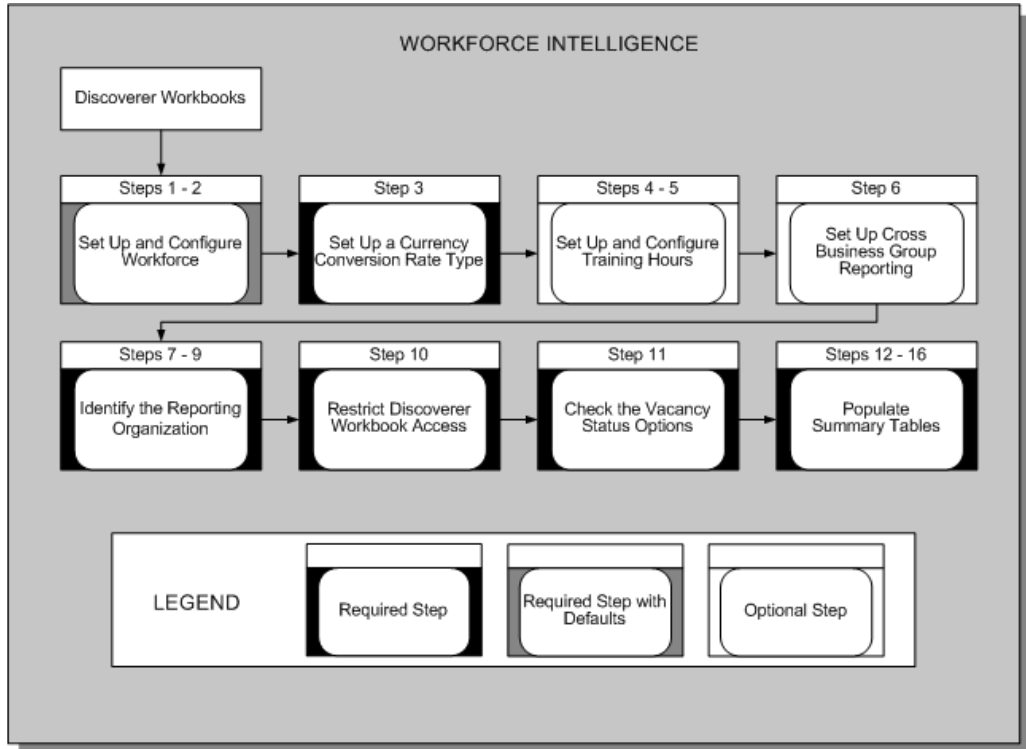 WORKFORCE INTELLIGENCE
Discoverer Workbooks
Steps 1 - 2
Set Up and Configure
Workforce
Step 3
Set Up a Currency
Conversion Rate Type
Steps 4 - 5
Set Up and Configure
Training Hours
Step 6
Set Up Cross
Business Group
Reporting
Steps 7 - 9
Identify the Reporting
Organization
Step 10
Restrict Discoverer
Workbook Access
Step 11
Check the Vacancy
Status Options
Steps 12 - 16
Populate
Summary Tables
LEGEND
Required Step
Required Step with
Defaults
Optional Step